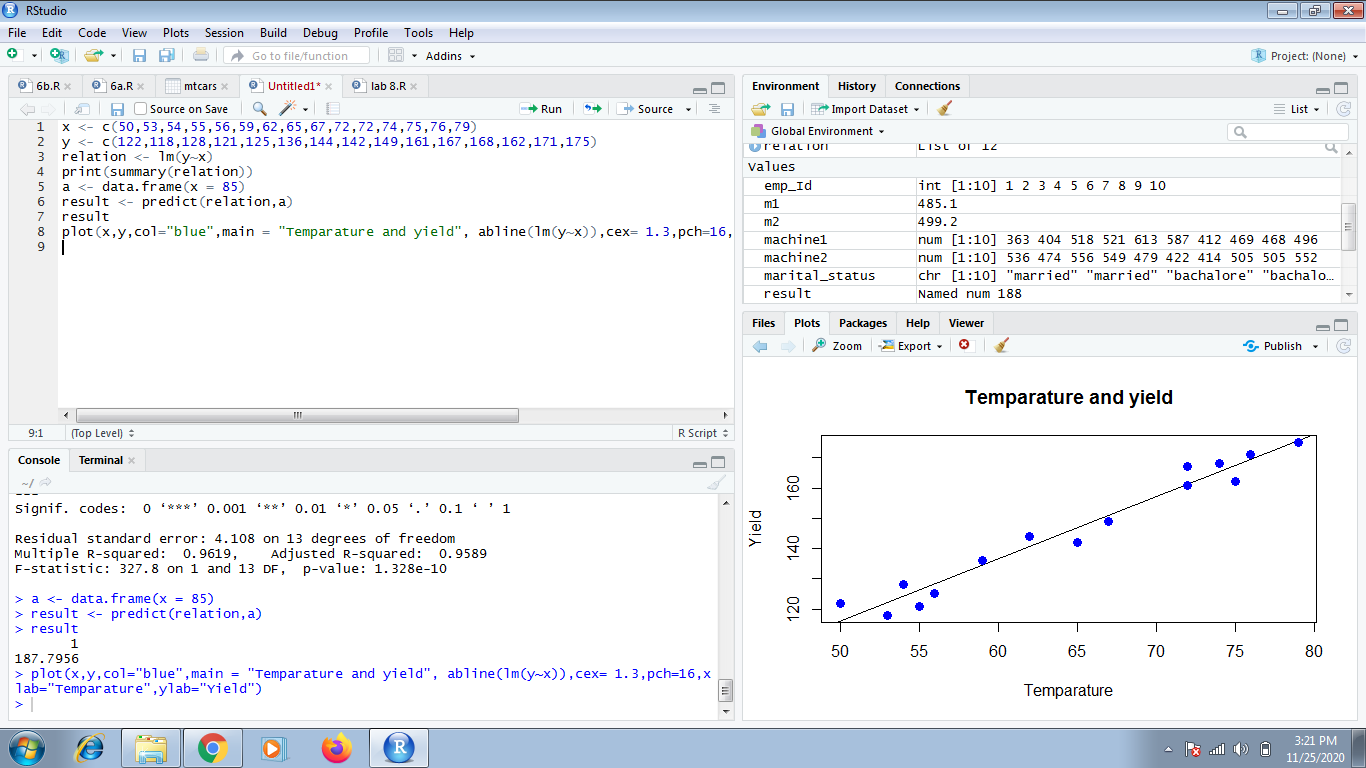 RStudio
File Edit Code View Plots Session Build Debug Profile Tools Help
Go to file/function Addins Project: (None)
6b.R 6a.R mtcars Untitled1* lab 8.R
Source on Save Run Source
1 x <- c(50,53,54,55,56,59,62,65,67,72,72,74,75,76,79)
2 y <- c(122,118,128,121,125,136,144,142,149,161,167,168,162,171,175)
3 relation <- lm(y~x)
4 print(summary(relation))
5 a <- data.frame(x = 85)
6 result <- predict(relation,a)
7 result
8 plot(x,y,col="blue",main = "Temparature and yield", abline(lm(y~x)),cex= 1.3,pch=16,
9
9:1 (Top Level) R Script
Console Terminal
~/
---
Signif. codes: 0 ‘***’ 0.001 ‘**’ 0.01 ‘*’ 0.05 ‘.’ 0.1 ‘ ’ 1
Residual standard error: 4.108 on 13 degrees of freedom
Multiple R-squared: 0.9619, Adjusted R-squared: 0.9589
F-statistic: 327.8 on 1 and 13 DF, p-value: 1.328e-10
> a <- data.frame(x = 85)
> result <- predict(relation,a)
> result
1
187.7956
> plot(x,y,col="blue",main = "Temparature and yield", abline(lm(y~x)),cex= 1.3,pch=16,x
lab="Temparature",ylab="Yield")
>
Environment History Connections
Import Dataset List
Global Environment
relation List of 12
Values
emp_Id int [1:10] 1 2 3 4 5 6 7 8 9 10
m1 485.1
m2 499.2
machine1 num [1:10] 363 404 518 521 613 587 412 469 468 496
machine2 num [1:10] 536 474 556 549 479 422 414 505 505 552
marital_status chr [1:10] "married" "married" "bachalore" "bachalo…
result Named num 188
Files Plots Packages Help Viewer
Zoom Export Publish
Temparature and yield
Yield
160
140
120
50 55 60 65 70 75 80
Temparature
3:21 PM
11/25/2020